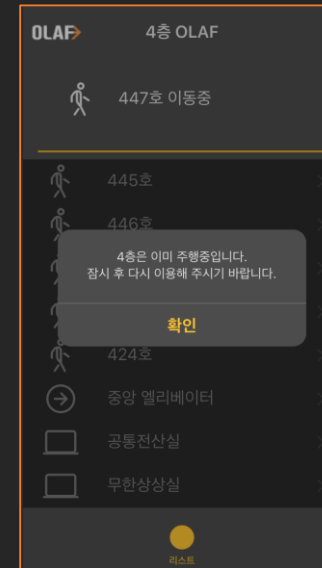 OLAF
4층 OLAF
447호 이동중
445호
446호
4층은 이미 주행중입니다.
잠시 후 다시 이용해 주시기 바랍니다.
확인
424호
중앙 엘리베이터
공통전산실
무한상상실
리스트